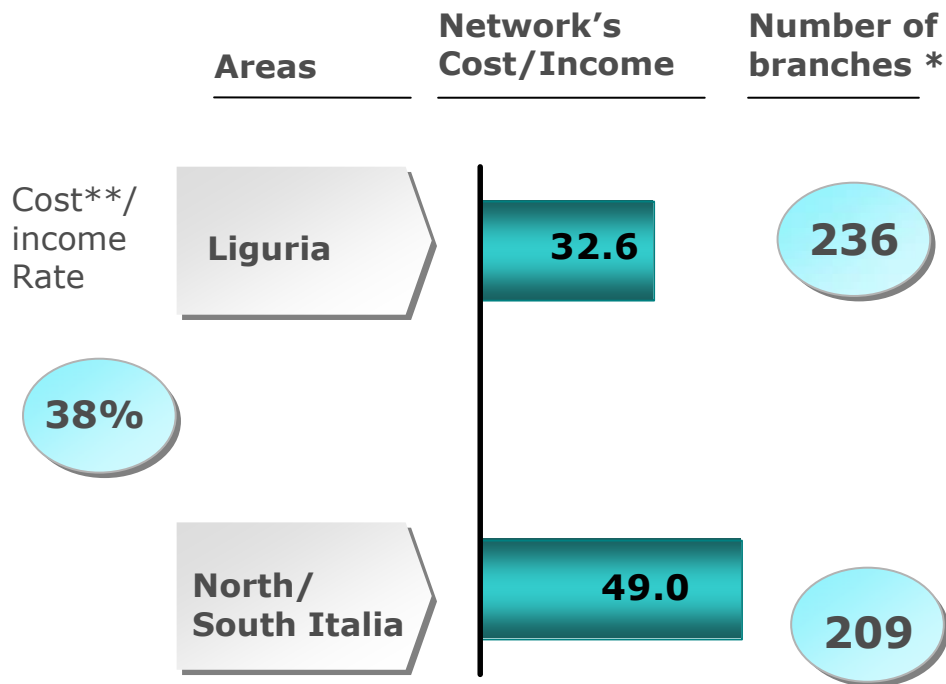 Areas
Network's
Cost/Income
Number of
branches *
Cost**/
income
Rate
Liguria
32.6
236
38%
North/
South Italia
49.0
209